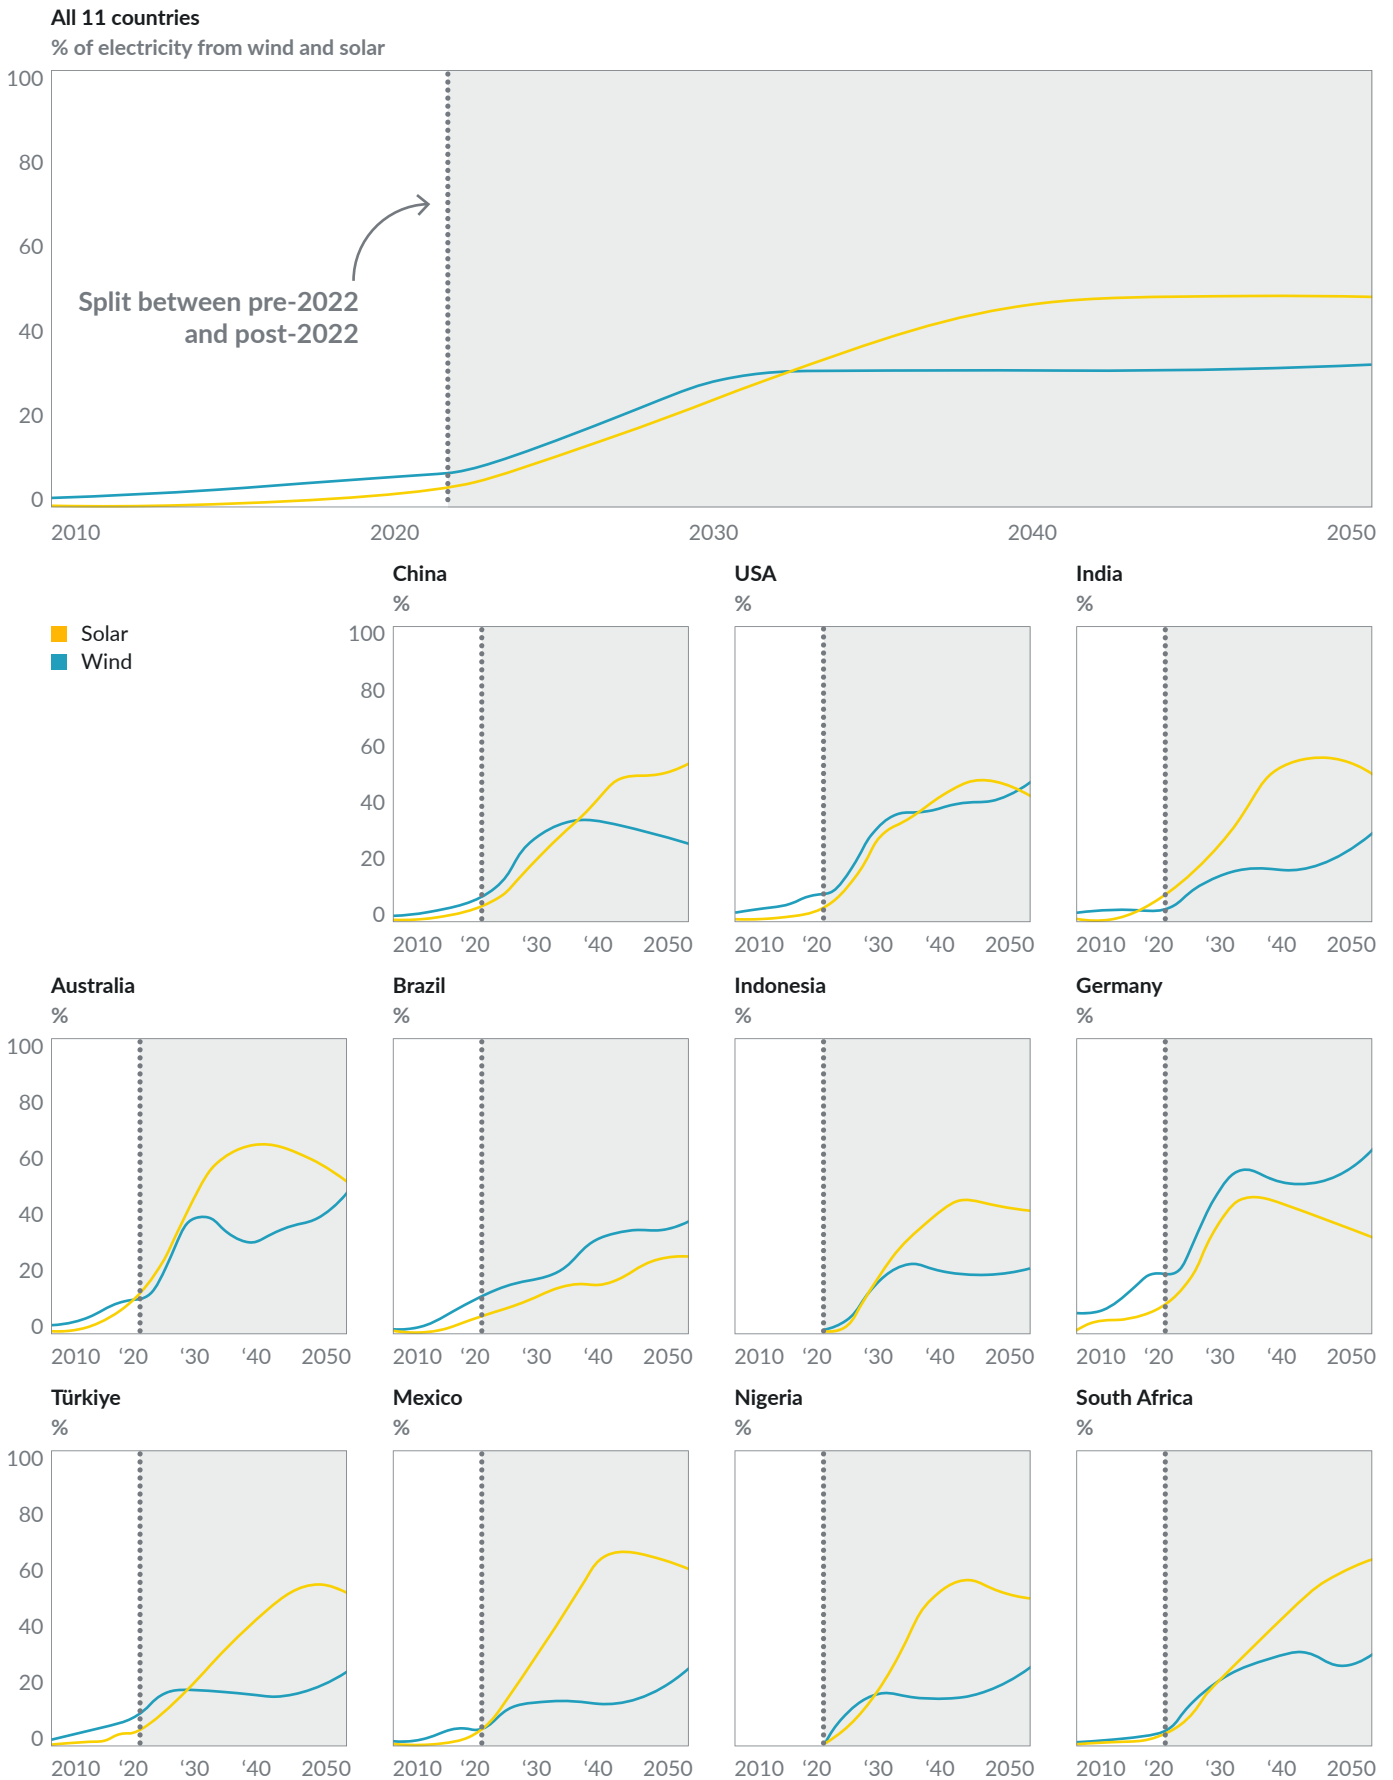 All 11 countries
% of electricity from wind and solar
100
80
60
40
20
0
Split between pre-2022
and post-2022
2010 2020 2030 2040 2050
Solar
Wind
China
%
100
80
60
40
20
0
2010 ‘20 ‘30 ‘40 2050
USA
%
2010 ‘20 ‘30 ‘40 2050
India
%
2010 ‘20 ‘30 ‘40 2050
Australia
%
100
80
60
40
20
0
2010 ‘20 ‘30 ‘40 2050
Brazil
%
2010 ‘20 ‘30 ‘40 2050
Indonesia
%
2010 ‘20 ‘30 ‘40 2050
Germany
%
2010 ‘20 ‘30 ‘40 2050
Türkiye
%
100
80
60
40
20
0
2010 ‘20 ‘30 ‘40 2050
Mexico
%
2010 ‘20 ‘30 ‘40 2050
Nigeria
%
2010 ‘20 ‘30 ‘40 2050
South Africa
%
2010 ‘20 ‘30 ‘40 2050